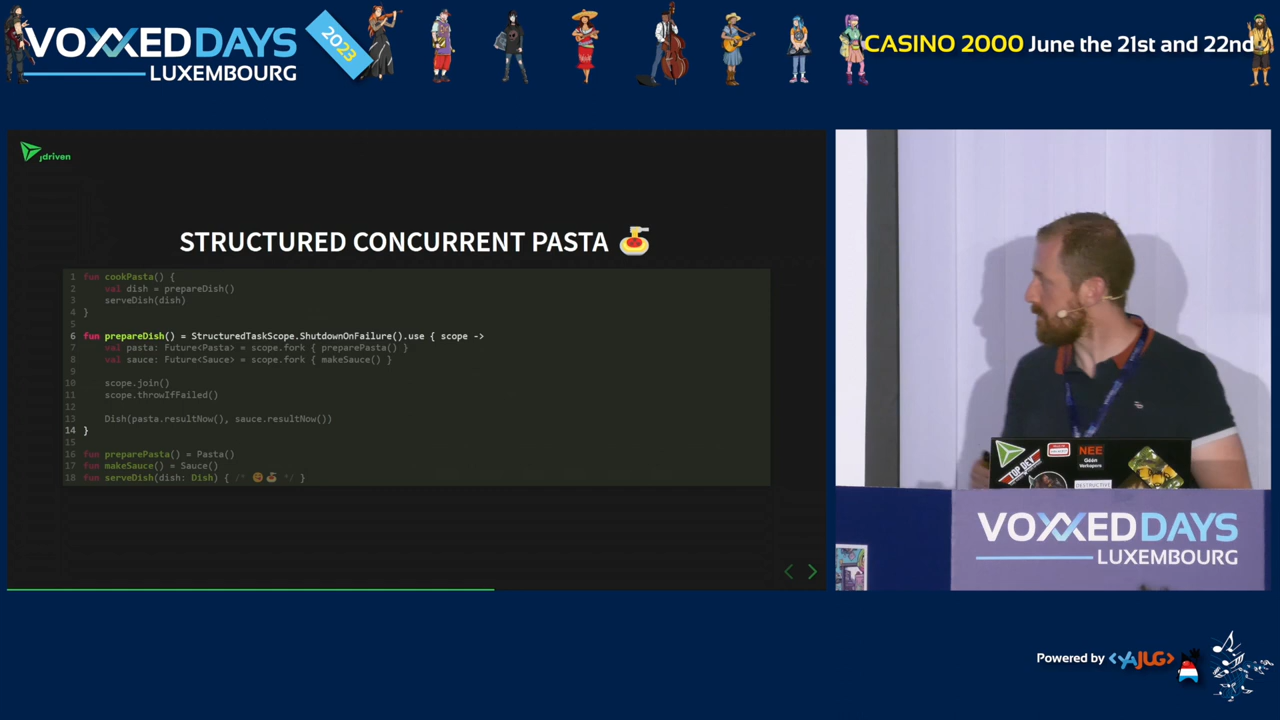 VOXXED DAYS
LUXEMBOURG
2023
CASINO 2000 June the 21st and 22nd
jdriven
STRUCTURED CONCURRENT PASTA 🍝
1 fun cookPasta() {
2 val dish = prepareDish()
3 serveDish(dish)
4 }
5
6 fun prepareDish() = StructuredTaskScope.ShutdownOnFailure().use { scope ->
7 val pasta: Future<Pasta> = scope.fork { preparePasta() }
8 val sauce: Future<Sauce> = scope.fork { makeSauce() }
9
10 scope.join()
11 scope.throwIfFailed()
12
13 Dish(pasta.resultNow(), sauce.resultNow())
14 }
15
16 fun preparePasta() = Pasta()
17 fun makeSauce() = Sauce()
18 fun serveDish(dish: Dish) { /* 🧑‍🍳🍝 */ }
TOP DEV
NEE
Géén
Verkopers
DESTRUCTIVE
VOXXED DAYS
LUXEMBOURG
Powered by <YAJUG>